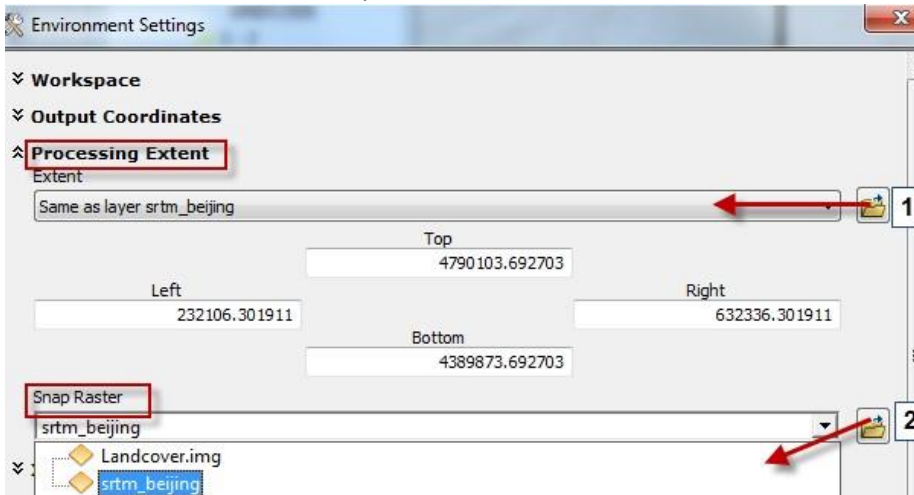 Environment Settings
Workspace
Output Coordinates
Processing Extent
Extent
Same as layer srtm_beijing
1
Top
4790103.692703
Left
Right
232106.301911
632336.301911
Bottom
4389873.692703
Snap Raster
srtm_beijing
2
Landcover.img
srtm_beijing